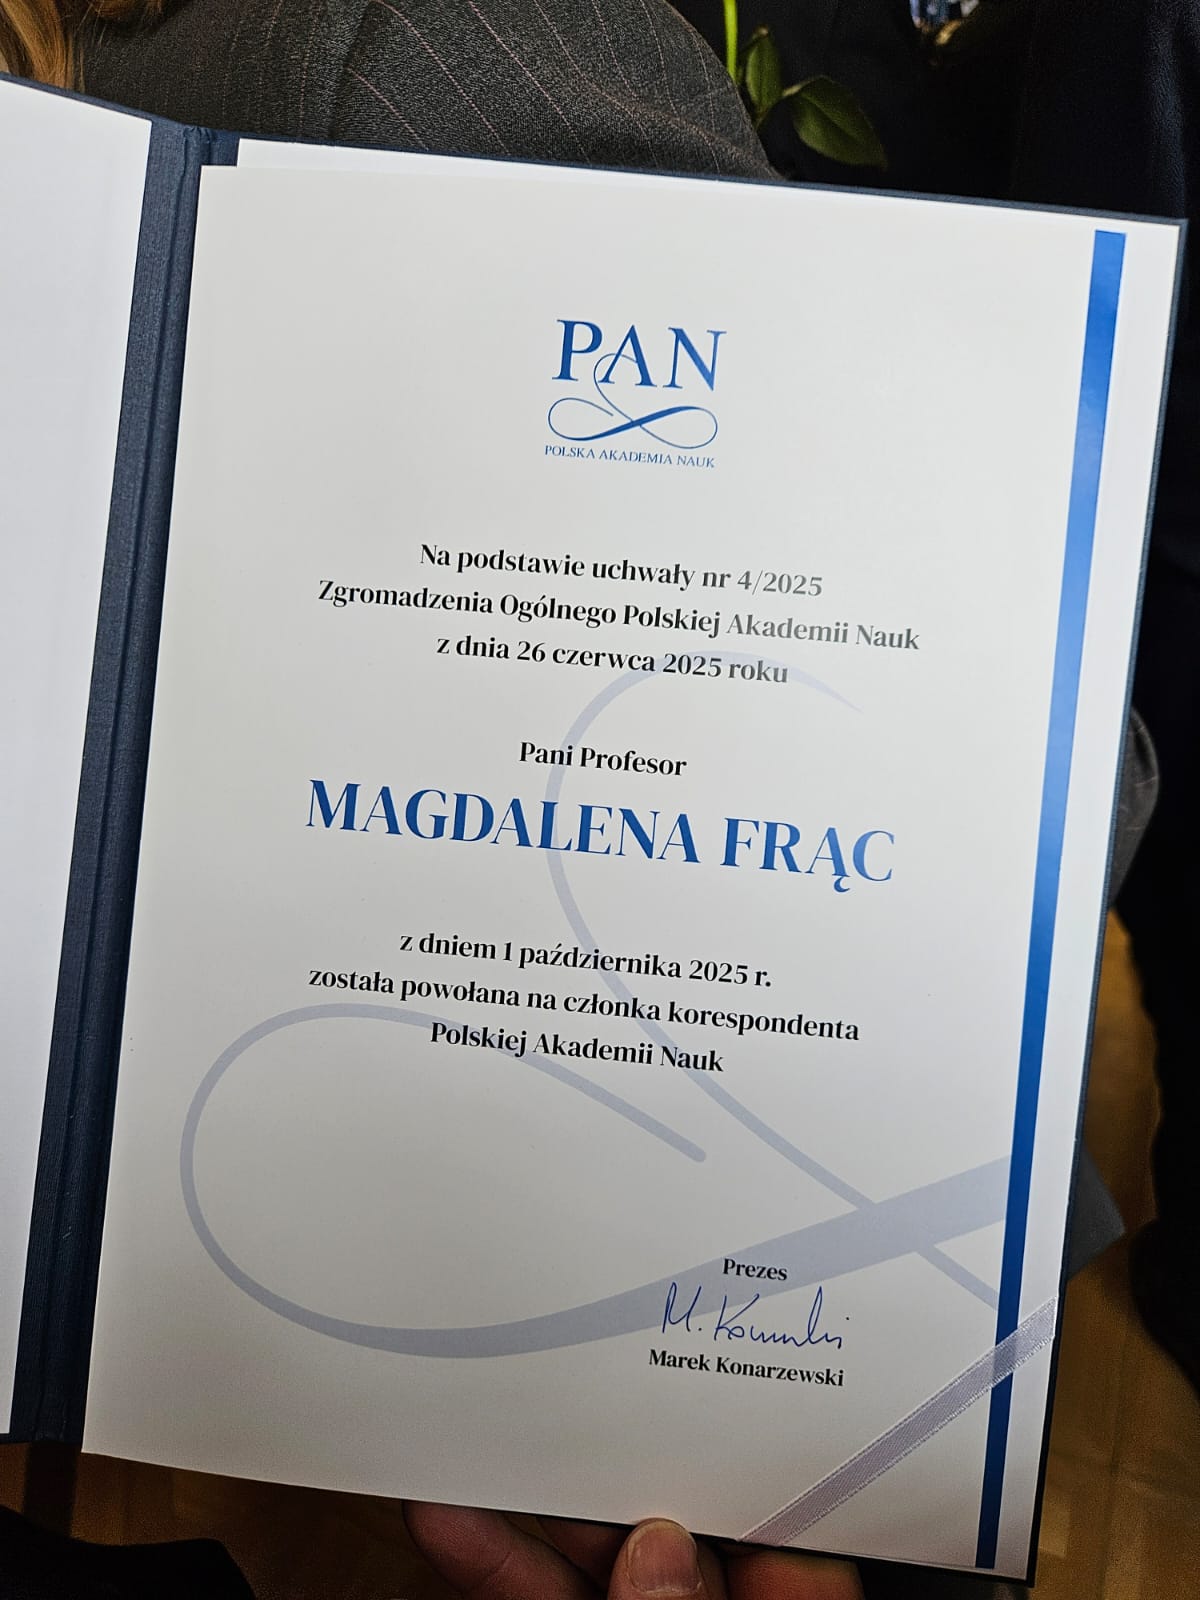 PAN
POLSKA AKADEMIA NAUK
Na podstawie uchwały nr 4/2025
Zgromadzenia Ogólnego Polskiej Akademii Nauk
z dnia 26 czerwca 2025 roku
Pani Profesor
MAGDALENA FRĄC
z dniem 1 października 2025 r.
została powołana na członka korespondenta
Polskiej Akademii Nauk
Prezes
Marek Konarzewski